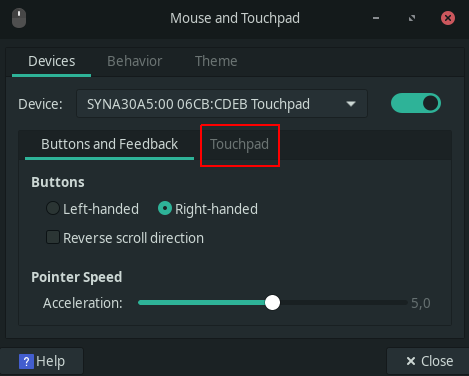 Mouse and Touchpad
Devices Behavior Theme
Device: SYNA30A5:00 06CB:CDEB Touchpad
Buttons and Feedback Touchpad
Buttons
Left-handed Right-handed
Reverse scroll direction
Pointer Speed
Acceleration: 5,0
? Help × Close